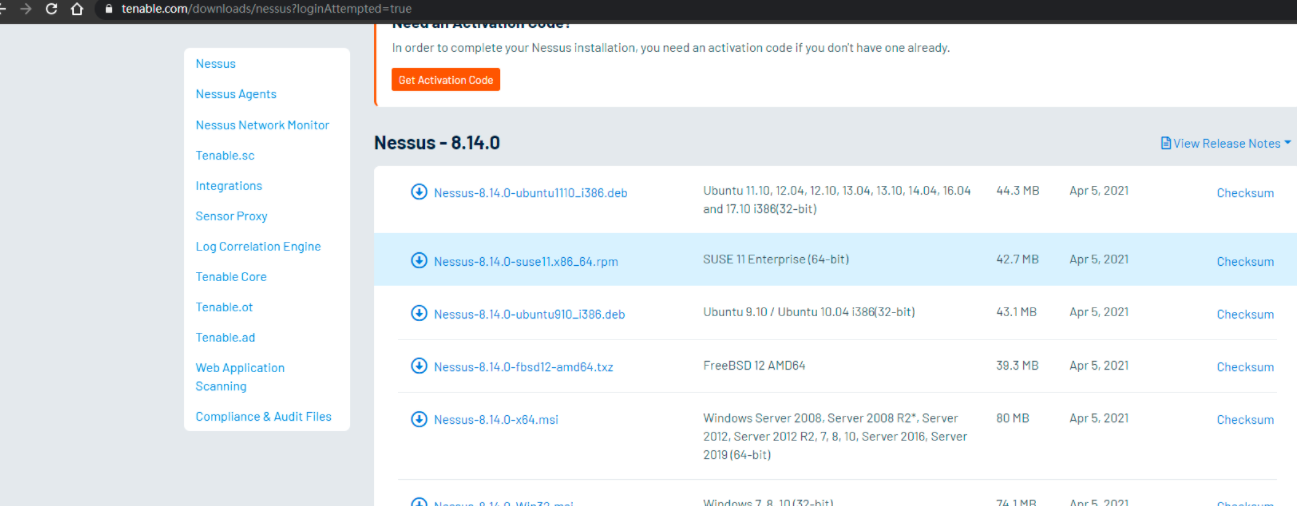 tenable.com/downloads/nessus?loginAttempted=true
Need an Activation Code?
In order to complete your Nessus installation, you need an activation code if you don't have one already.
Get Activation Code
Nessus
Nessus Agents
Nessus Network Monitor
Tenable.sc
Integrations
Sensor Proxy
Log Correlation Engine
Tenable Core
Tenable.ot
Tenable.ad
Web Application
Scanning
Compliance & Audit Files
Nessus - 8.14.0
View Release Notes
Nessus-8.14.0-ubuntu1110_i386.deb
Ubuntu 11.10, 12.04, 12.10, 13.04, 13.10, 14.04, 16.04
and 17.10 i386(32-bit)
44.3 MB
Apr 5, 2021
Checksum
Nessus-8.14.0-suse11.x86_64.rpm
SUSE 11 Enterprise (64-bit)
42.7 MB
Apr 5, 2021
Checksum
Nessus-8.14.0-ubuntu910_i386.deb
Ubuntu 9.10 / Ubuntu 10.04 i386(32-bit)
43.1 MB
Apr 5, 2021
Checksum
Nessus-8.14.0-fbsd12-amd64.txz
FreeBSD 12 AMD64
39.3 MB
Apr 5, 2021
Checksum
Nessus-8.14.0-x64.msi
Windows Server 2008, Server 2008 R2*, Server
2012, Server 2012 R2, 7, 8, 10, Server 2016, Server
2019 (64-bit)
80 MB
Apr 5, 2021
Checksum
Nessus-8.14.0-Win32.msi
Windows 7, 8, 10 (32-bit)
74.1 MB
Apr 5, 2021
Checksum